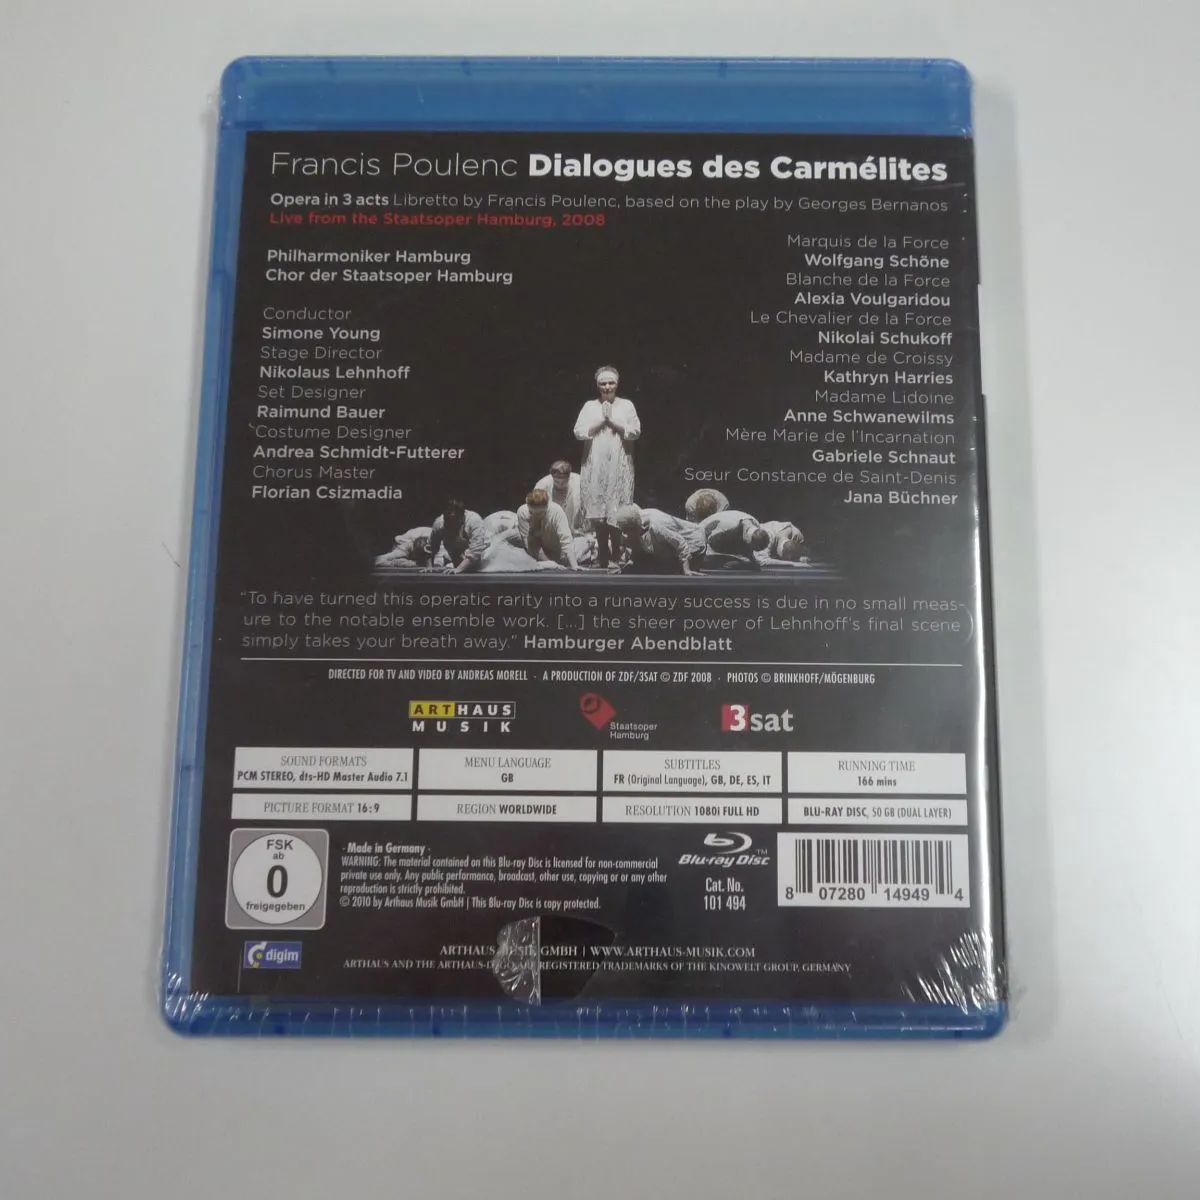 Francis Poulenc Dialogues des Carmélites
Opera in 3 acts Libretto by Francis Poulenc, based on the play by Georges Bernanos
Live from the Staatsoper Hamburg, 2008
Philharmoniker Hamburg
Chor der Staatsoper Hamburg
Conductor
Simone Young
Stage Director
Nikolaus Lehnhoff
Set Designer
Raimund Bauer
Costume Designer
Andrea Schmidt-Futterer
Chorus Master
Florian Csizmadia
Marquis de la Force
Wolfgang Schöne
Blanche de la Force
Alexia Voulgaridou
Le Chevalier de la Force
Nikolai Schukoff
Madame de Croissy
Kathryn Harries
Madame Lidoine
Anne Schwanewilms
Mère Marie de l'Incarnation
Gabriele Schnaut
Sœur Constance de Saint-Denis
Jana Büchner
"To have turned this operatic rarity into a runaway success is due in no small meas-
ure to the notable ensemble work. [...] the sheer power of Lehnhoff's final scene
simply takes your breath away." Hamburger Abendblatt
DIRECTED FOR TV AND VIDEO BY ANDREAS MORELL · A PRODUCTION OF ZDF/3SAT © ZDF 2008 · PHOTOS © BRINKHOFF/MÖGENBURG
ARTHAUS
MUSIK
Staatsoper
Hamburg
3sat
SOUND FORMATS
PCM STEREO, dts-HD Master Audio 7.1
MENU LANGUAGE
GB
SUBTITLES
FR (Original Language), GB, DE, ES, IT
RUNNING TIME
166 mins
PICTURE FORMAT 16:9
REGION WORLDWIDE
RESOLUTION 1080i FULL HD
BLU-RAY DISC, 50 GB (DUAL LAYER)
FSK
ab
0
freigegeben
· Made in Germany ·
WARNING: The material contained on this Blu-ray Disc is licensed for non-commercial
private use only. Any public performance, broadcast, other use, copying or or any other
reproduction is strictly prohibited.
© 2010 by Arthaus Musik GmbH | This Blu-ray Disc is copy protected.
Blu-ray Disc™
Cat. No.
101 494
8 07280 14949 4
digim
ARTHAUS MUSIK GMBH | WWW.ARTHAUS-MUSIK.COM
ARTHAUS AND THE ARTHAUS-LOGO ARE REGISTERED TRADEMARKS OF THE KINOWELT GROUP, GERMANY